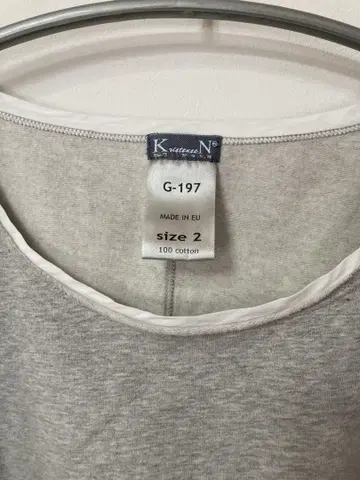 KristenseN®
G-197
MADE IN EU
size 2
100 cotton